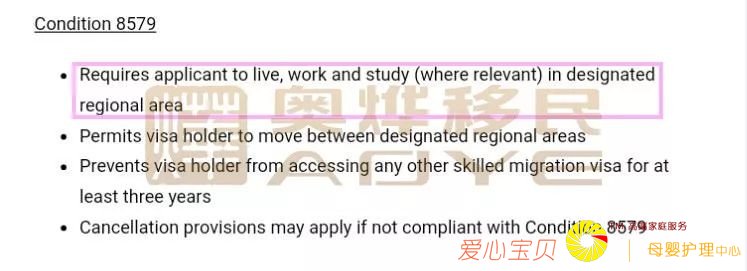 Condition 8579
Requires applicant to live, work and study (where relevant) in designated
regional area
奥烨移民
AOYE
Permits visa holder to move between designated regional areas
Prevents visa holder from accessing any other skilled migration visa for at
least three years
Cancellation provisions may apply if not compliant with Condition 8579
家庭服务
爱心宝贝
母婴护理中心